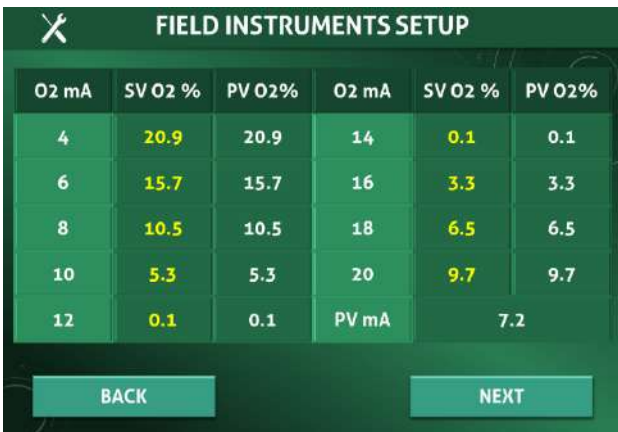 FIELD INSTRUMENTS SETUP
O2 mA SV O2 % PV O2% O2 mA SV O2 % PV O2%
4 20.9 20.9 14 0.1 0.1
6 15.7 15.7 16 3.3 3.3
8 10.5 10.5 18 6.5 6.5
10 5.3 5.3 20 9.7 9.7
12 0.1 0.1 PV mA 7.2
BACK NEXT